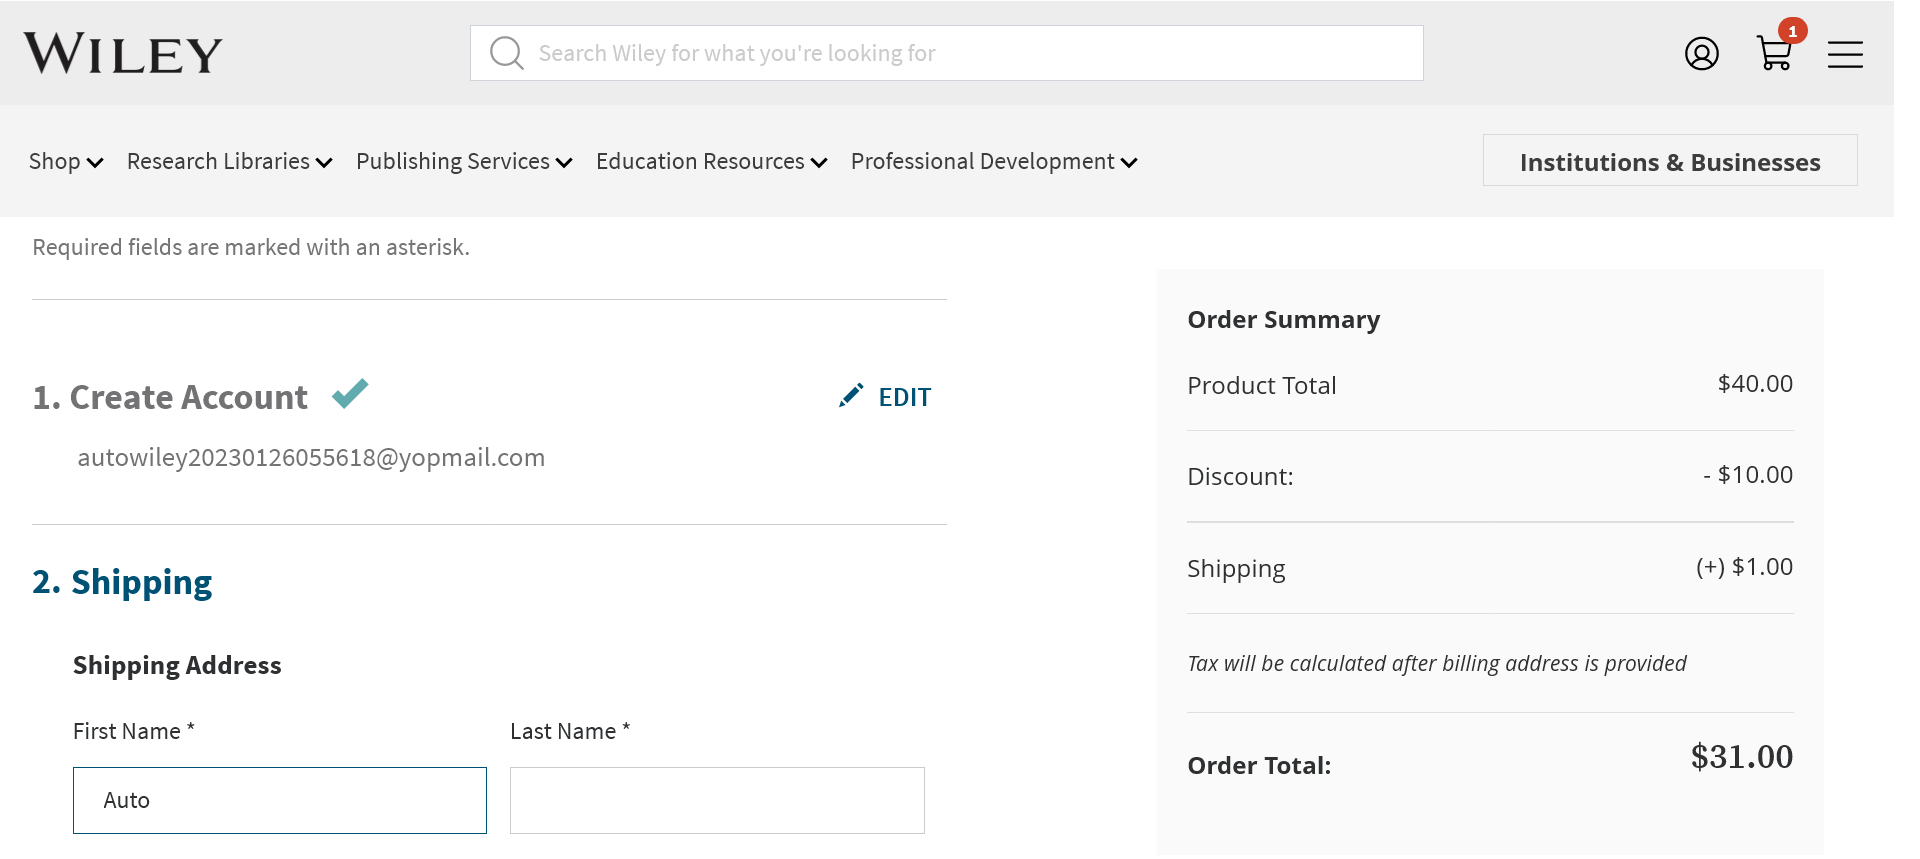 WILEY
Search Wiley for what you're looking for
1
Shop
Research Libraries
Publishing Services
Education Resources
Professional Development
Institutions & Businesses
Required fields are marked with an asterisk.
1. Create Account
EDIT
autowiley20230126055618@yopmail.com
2. Shipping
Shipping Address
First Name *
Last Name *
Auto
Order Summary
Product Total $40.00
Discount: - $10.00
Shipping (+) $1.00
Tax will be calculated after billing address is provided
Order Total: $31.00